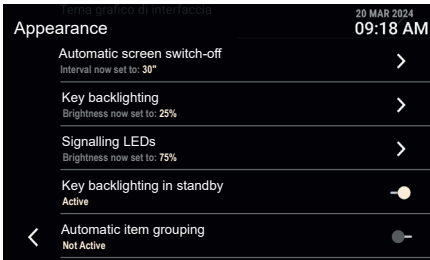 Tema grafico di interfaccia
20 MAR 2024
Appearance
09:18 AM
Automatic screen switch-off
Interval now set to: 30"
Key backlighting
Brightness now set to: 25%
Signalling LEDs
Brightness now set to: 75%
Key backlighting in standby
Active
Automatic item grouping
Not Active